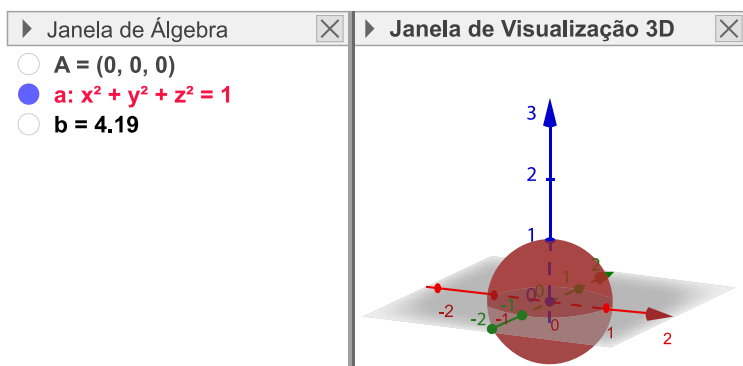 Janela de Álgebra
A = (0, 0, 0)
a: x² + y² + z² = 1
b = 4.19
Janela de Visualização 3D
3
2
1
2
1
0
0
-2
-1
-2
-1
0
1
2